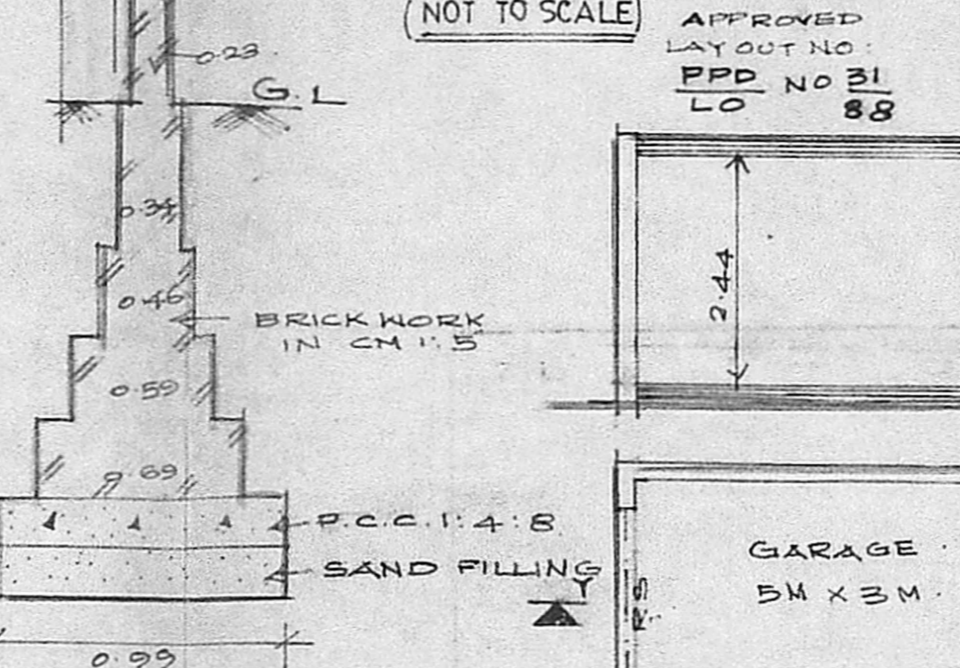 NOT TO SCALE
APPROVED
LAY OUT NO :
PPD NO 31
LO 88
0.23
G.L
0.34
2.44
0.46
BRICK WORK
IN CM 1:5
0.59
0.69
P.C.C. 1:4:8
SAND FILLING
Y
GARAGE
5M X 3M
R.S
0.99